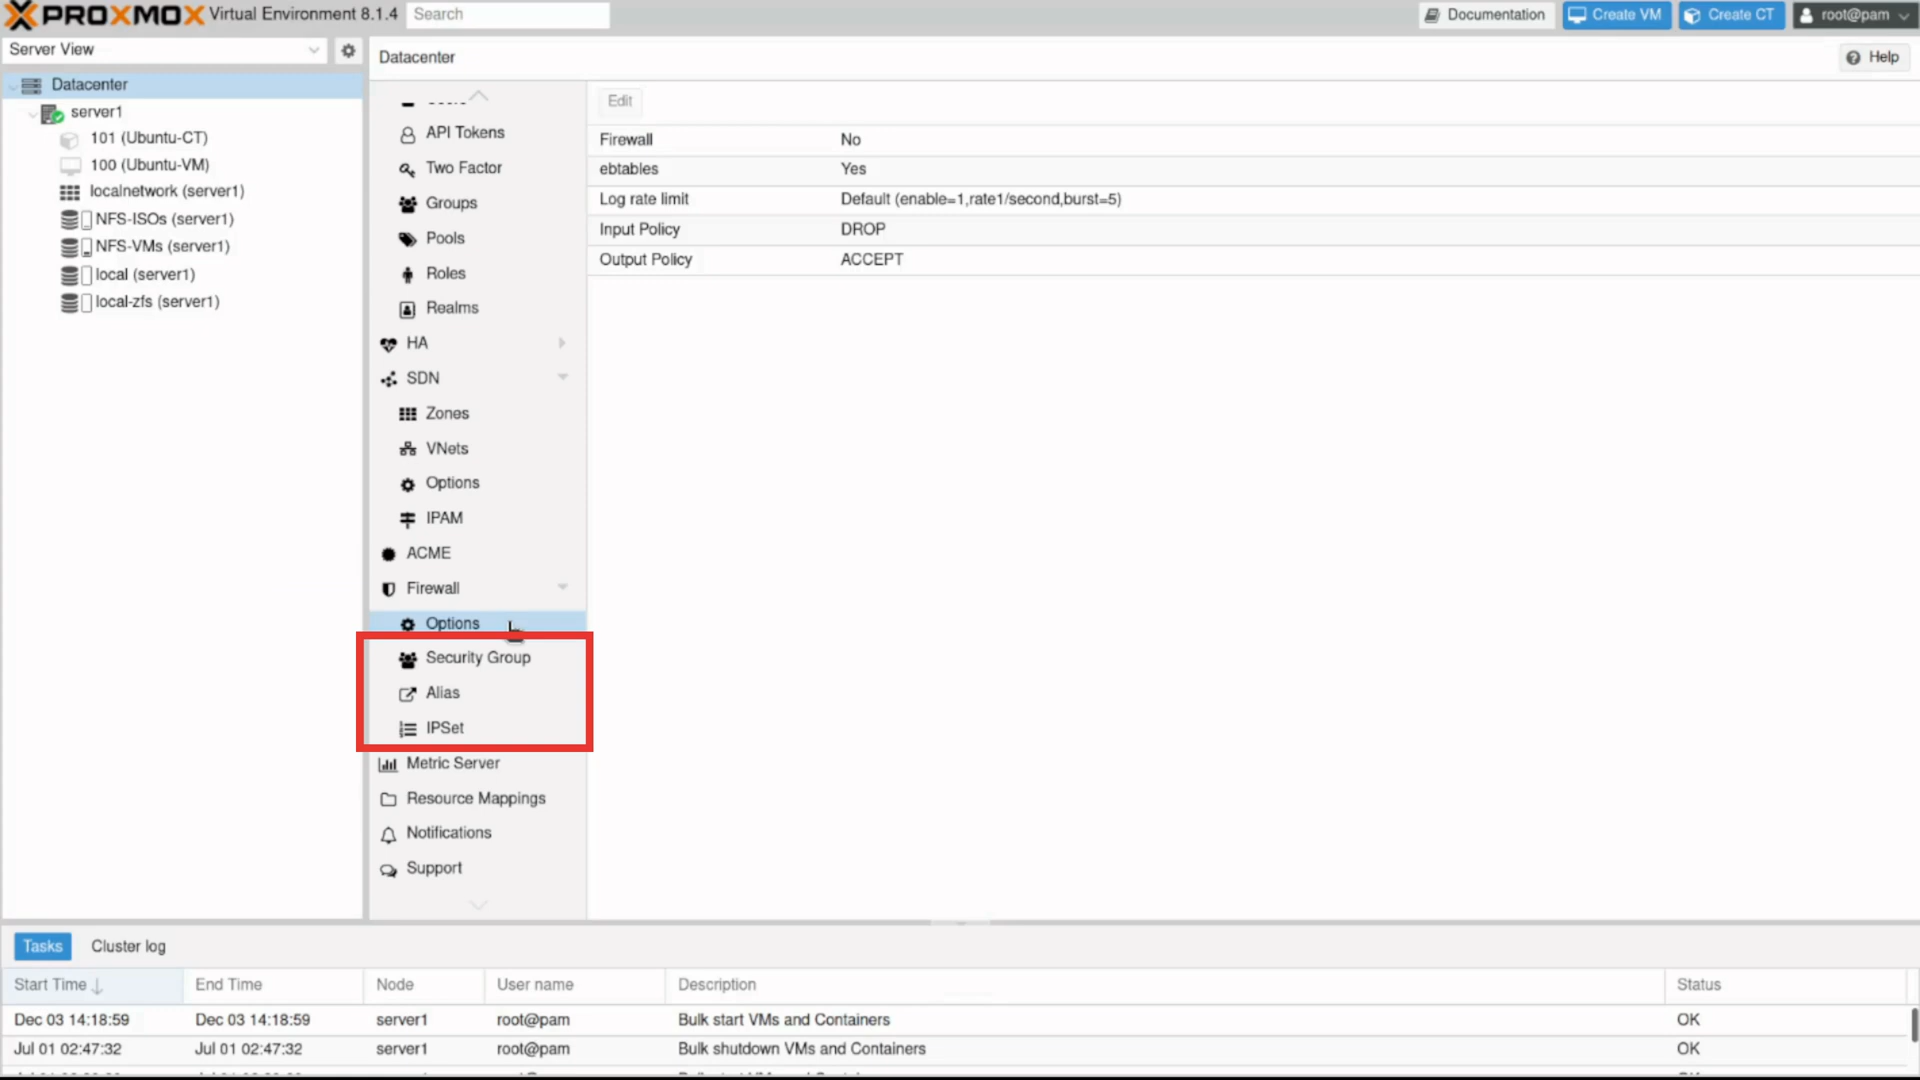 PROXMOX Virtual Environment 8.1.4 Search Documentation Create VM Create CT root@pam
Server View
Datacenter
Help
Datacenter
server1
101 (Ubuntu-CT)
100 (Ubuntu-VM)
localnetwork (server1)
NFS-ISOs (server1)
NFS-VMs (server1)
local (server1)
local-zfs (server1)
API Tokens
Two Factor
Groups
Pools
Roles
Realms
HA
SDN
Zones
VNets
Options
IPAM
ACME
Firewall
Options
Security Group
Alias
IPSet
Metric Server
Resource Mappings
Notifications
Support
Edit
Firewall No
ebtables Yes
Log rate limit Default (enable=1,rate1/second,burst=5)
Input Policy DROP
Output Policy ACCEPT
Tasks Cluster log
Start Time End Time Node User name Description Status
Dec 03 14:18:59 Dec 03 14:18:59 server1 root@pam Bulk start VMs and Containers OK
Jul 01 02:47:32 Jul 01 02:47:32 server1 root@pam Bulk shutdown VMs and Containers OK